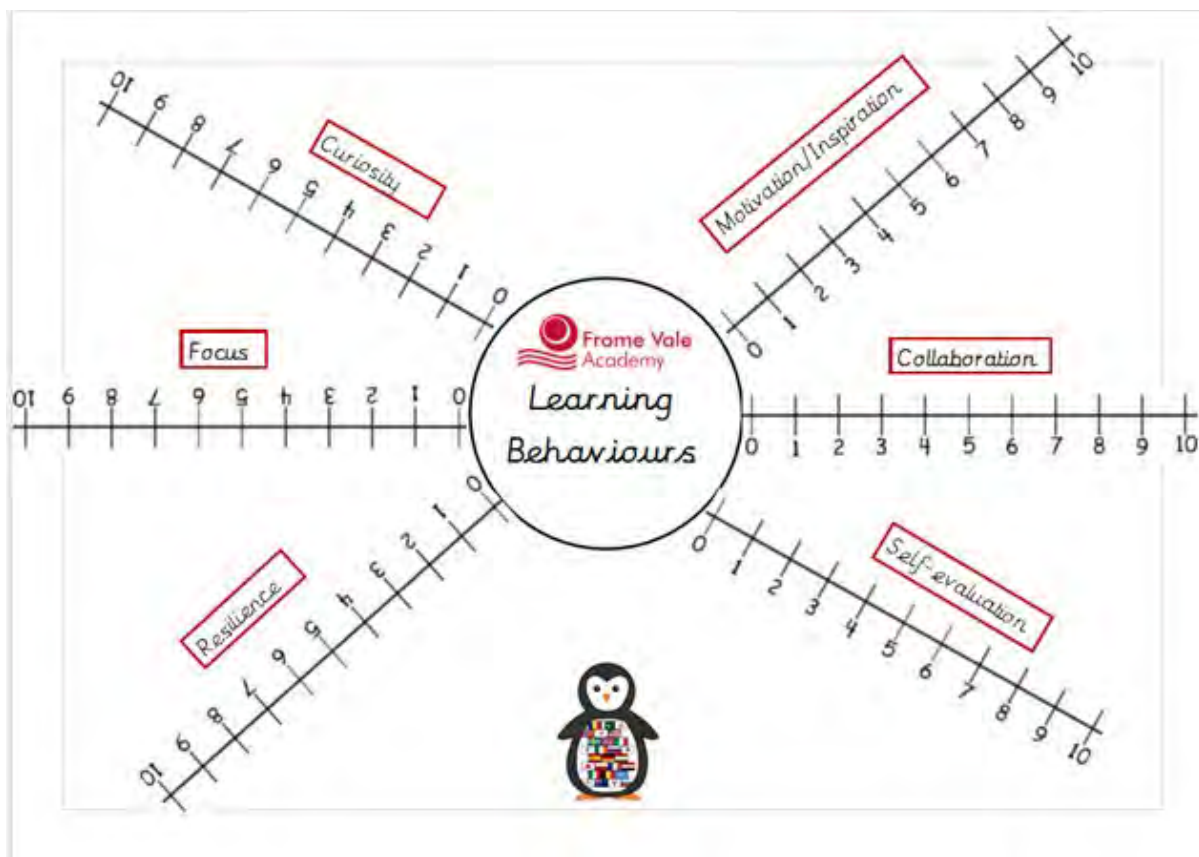 Curiosity
10 9 8 7 6 5 4 3 2 1 0
Motivation/Inspiration
0 1 2 3 4 5 6 7 8 9 10
Focus
10 9 8 7 6 5 4 3 2 1 0
Frome Vale
Academy
Learning
Behaviours
Collaboration
0 1 2 3 4 5 6 7 8 9 10
Resilience
10 9 8 7 6 5 4 3 2 1 0
Self-evaluation
0 1 2 3 4 5 6 7 8 9 10